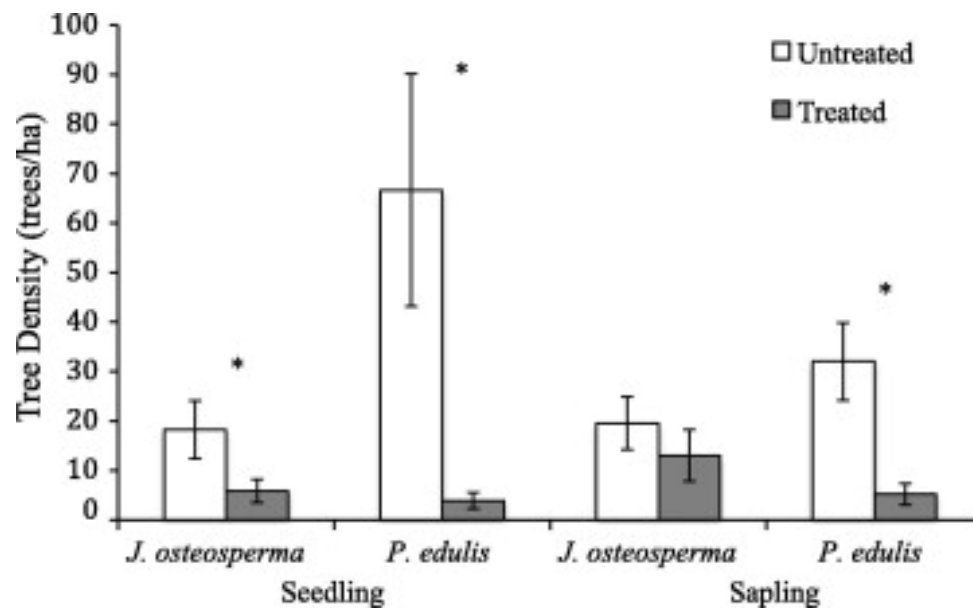 100
90
80
70
60
50
40
30
20
10
0
Tree Density (trees/ha)
Untreated
Treated
*
*
*
J. osteosperma P. edulis J. osteosperma P. edulis
Seedling Sapling